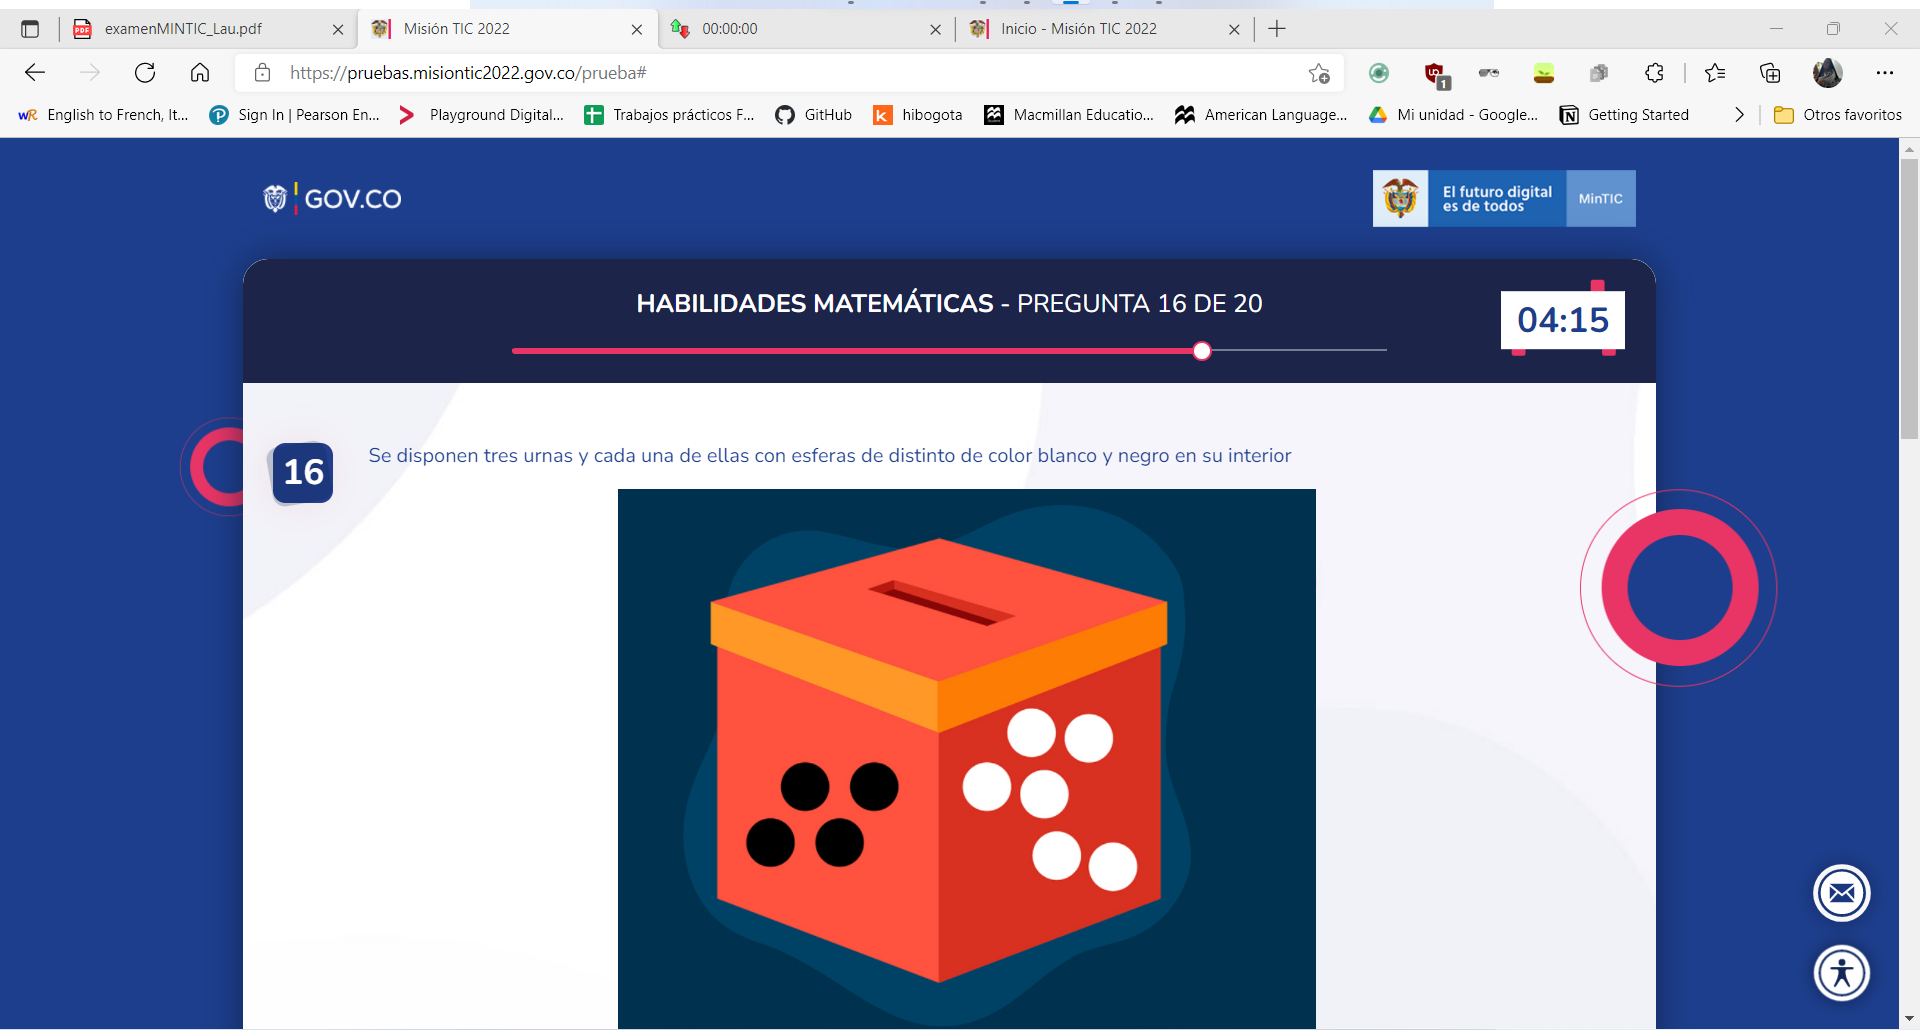 examenMINTIC_Lau.pdf
Misión TIC 2022
00:00:00
Inicio - Misión TIC 2022
https://pruebas.misiontic2022.gov.co/prueba#
1
English to French, It...
Sign In | Pearson En...
Playground Digital...
Trabajos prácticos F...
GitHub
hibogota
Macmillan Educatio...
American Language...
Mi unidad - Google...
Getting Started
Otros favoritos
GOV.CO
El futuro digital
es de todos
MinTIC
HABILIDADES MATEMÁTICAS - PREGUNTA 16 DE 20
04:15
16
Se disponen tres urnas y cada una de ellas con esferas de distinto de color blanco y negro en su interior